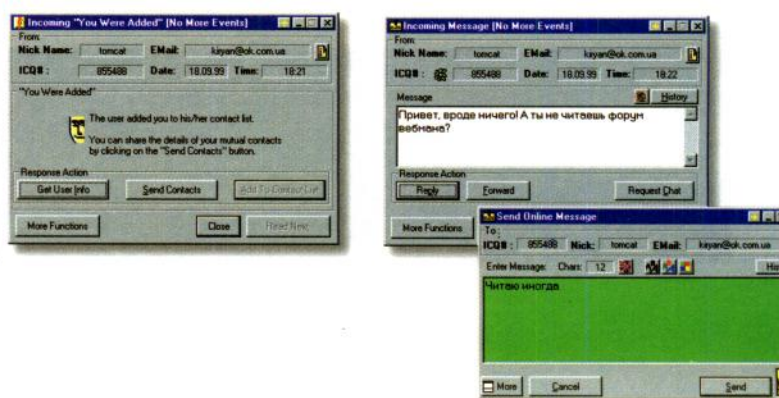 Incoming "You Were Added" [No More Events]
From:
Nick Name: tomcat EMail: kiryan@ok.com.ua
ICQ# : 855488 Date: 18.09.99 Time: 18:21
"You Were Added"
The user added you to his/her contact list.
You can share the details of your mutual contacts
by clicking on the "Send Contacts" button.
Response Action
Get User Info Send Contacts Add To Contact List
More Functions Close Read Next
Incoming Message [No More Events]
From
Nick Name: tomcat EMail: kiryan@ok.com.ua
ICQ# : 855488 Date: 18.09.99 Time: 18:22
Message History
Привет, вроде ничего! А ты не читаешь форум
вебмана?
Response Action
Reply Forward Request Chat
More Functions
Send Online Message
To:
ICQ# : 855488 Nick: tomcat EMail: kiryan@ok.com.ua
Enter Message: Chars: 12 His
Читаю иногда
More Cancel Send